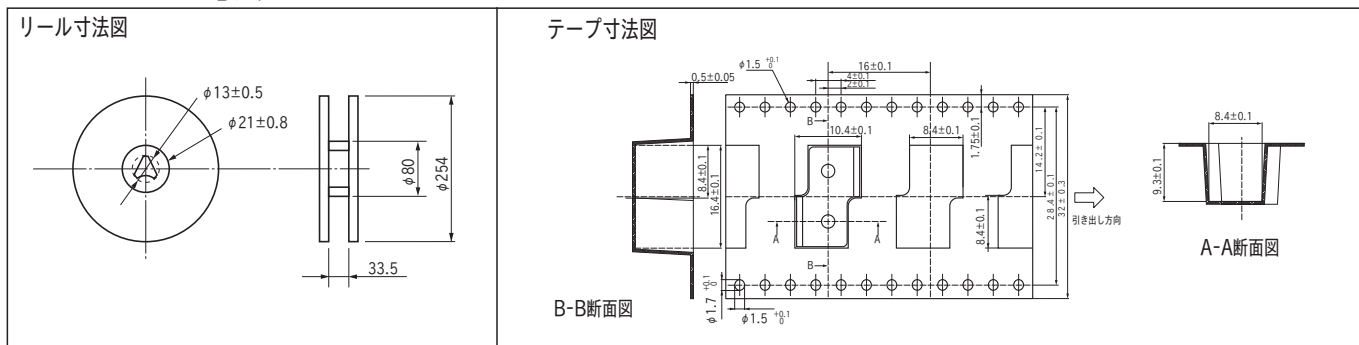 リール寸法図
φ13±0.5
φ21±0.8
φ80
φ254
33.5
テープ寸法図
φ1.5 +0.1 0
16±0.1
4±0.1
2±0.1
0.5±0.05
B
10.4±0.1
8.4±0.1
1.75±0.1
14.2±0.1
28.4±0.1
32±0.3
8.4±0.1
16.4±0.1
8.4±0.1
A
A
B
引き出し方向
φ1.7 +0.1 0
φ1.5 +0.1 0
B-B断面図
8.4±0.1
9.3±0.1
A-A断面図